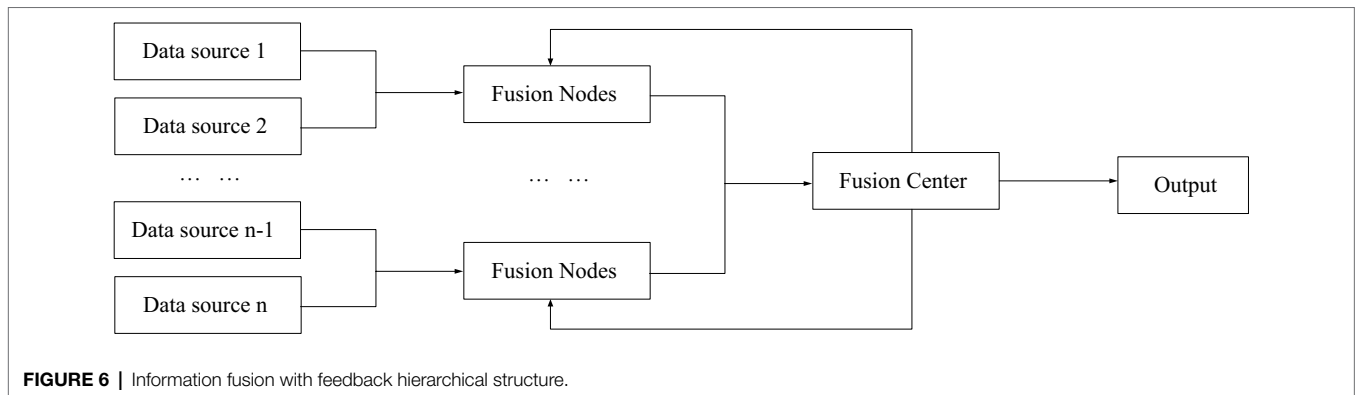 Data source 1
Data source 2
... ...
Data source n-1
Data source n
Fusion Nodes
... ...
Fusion Nodes
Fusion Center
Output
FIGURE 6 | Information fusion with feedback hierarchical structure.